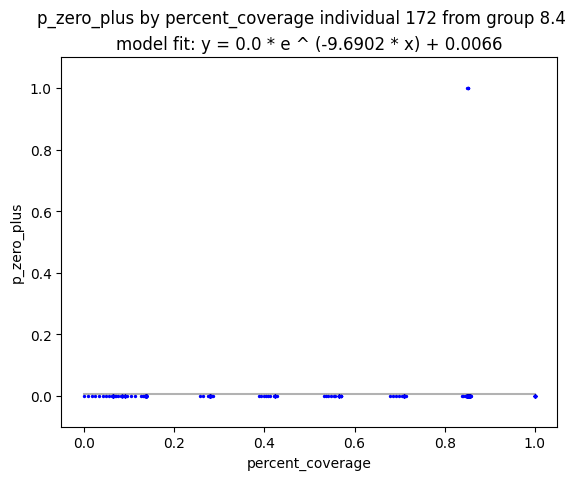 p_zero_plus by percent_coverage individual 172 from group 8.4
model fit: y = 0.0 * e ^ (-9.6902 * x) + 0.0066
1.0
0.8
0.6
0.4
0.2
0.0
p_zero_plus
0.0 0.2 0.4 0.6 0.8 1.0
percent_coverage